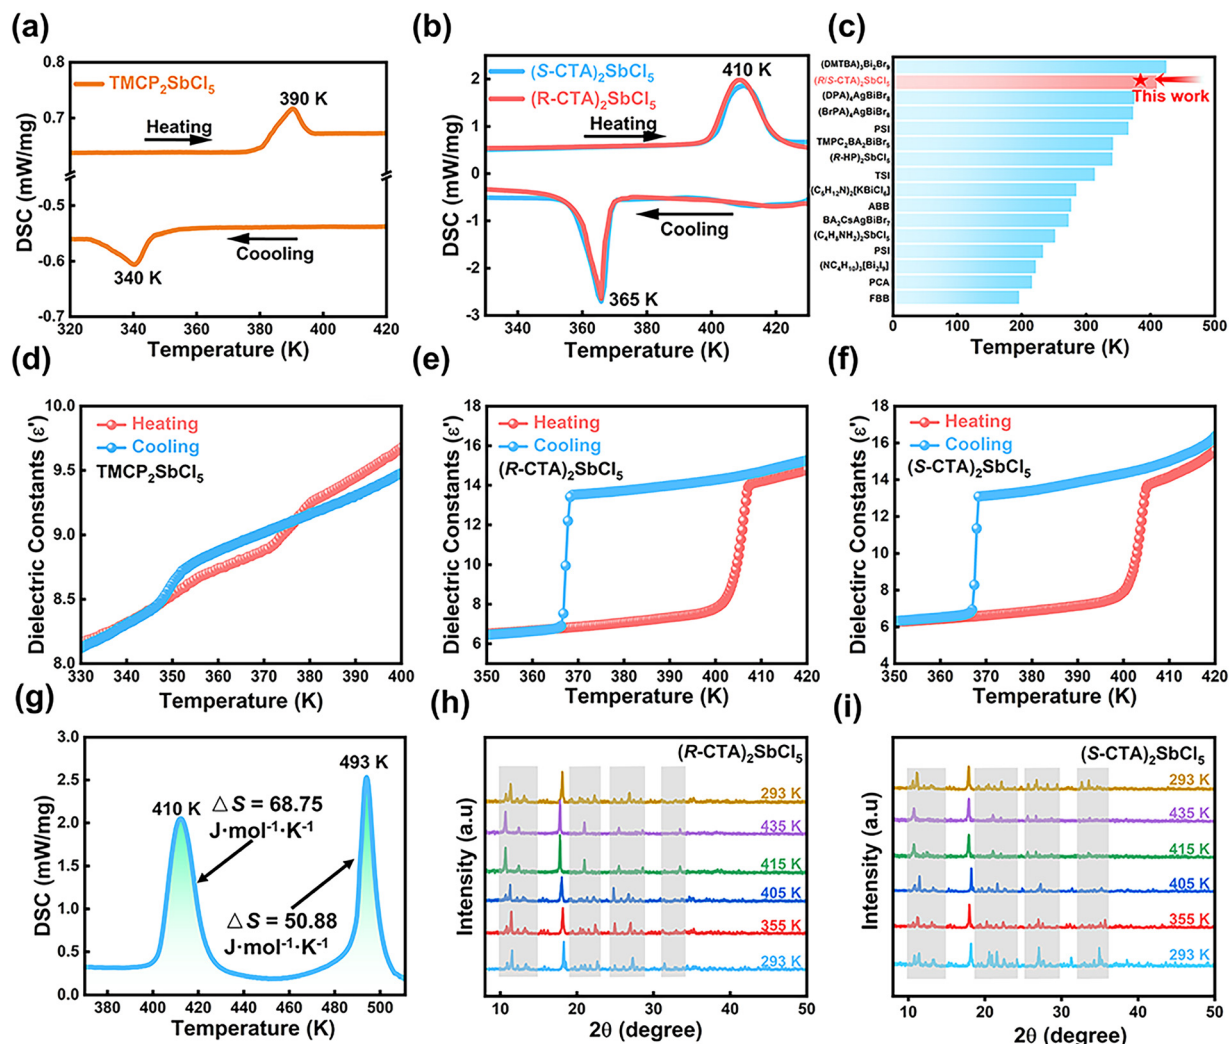 (a)
TMCP₂SbCl₅
390 K
Heating
Coooling
340 K
DSC (mW/mg)
0.8
0.7
-0.5
-0.6
-0.7
320 340 360 380 400 420
Temperature (K)
(b)
(S-CTA)₂SbCl₅
(R-CTA)₂SbCl₅
410 K
Heating
Cooling
365 K
DSC (mW/mg)
2
1
0
-1
-2
-3
330 360 390 420
Temperature (K)
(c)
(DMTBA)₃Bi₂Br₉
(R/S-CTA)₂SbCl₅
This work
(DPA)₄AgBiBr₈
(BrPA)₄AgBiBr₈
PSI
TMPC₂BA₂BiBr₅
(R-HP)₂SbCl₅
TSI
(C₅H₁₂N)₂[KBiCl₆]
ABB
BA₂CsAgBiBr₇
PSI
PCA
FBB
0 100 200 300 400 500
Temperature (K)
(d)
Heating
Cooling
TMCP₂SbCl₅
Dielectric Constants (ε')
10.0
9.5
9.0
8.5
8.0
330 340 350 360 370 380 390 400
Temperature (K)
(e)
Heating
Cooling
(R-CTA)₂SbCl₅
Dielectric Constants (ε')
18
16
14
12
10
8
6
350 360 370 380 390 400 410 420
Temperature (K)
(f)
Heating
Cooling
(S-CTA)₂SbCl₅
Dielectirc Constants (ε')
18
16
14
12
10
8
6
4
350 360 370 380 390 400 410 420
Temperature (K)
(g)
493 K
410 K
△S = 68.75
J·mol⁻¹·K⁻¹
△S = 50.88
J·mol⁻¹·K⁻¹
DSC (mW/mg)
3.0
2.5
2.0
1.5
1.0
0.5
0.0
400 420 440 460 480 500
Temperature (K)
(h)
(R-CTA)₂SbCl₅
293 K
435 K
415 K
405 K
355 K
293 K
Intensity (a.u)
10 20 30 40 50
2θ (degree)
(i)
(S-CTA)₂SbCl₅
293 K
435 K
415 K
405 K
355 K
293 K
Intensity (a.u)
10 20 30 40 50
2θ (degree)